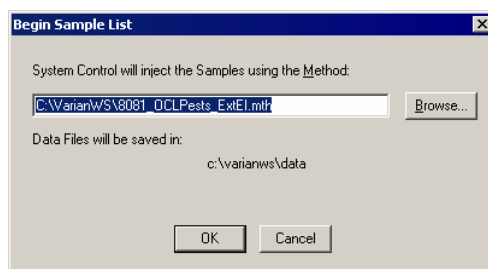 Begin Sample List
System Control will inject the Samples using the Method:
C:\VarianWS\8081_OCLPests_ExtEI.mth
Browse...
Data Files will be saved in:
c:\varianws\data
OK
Cancel